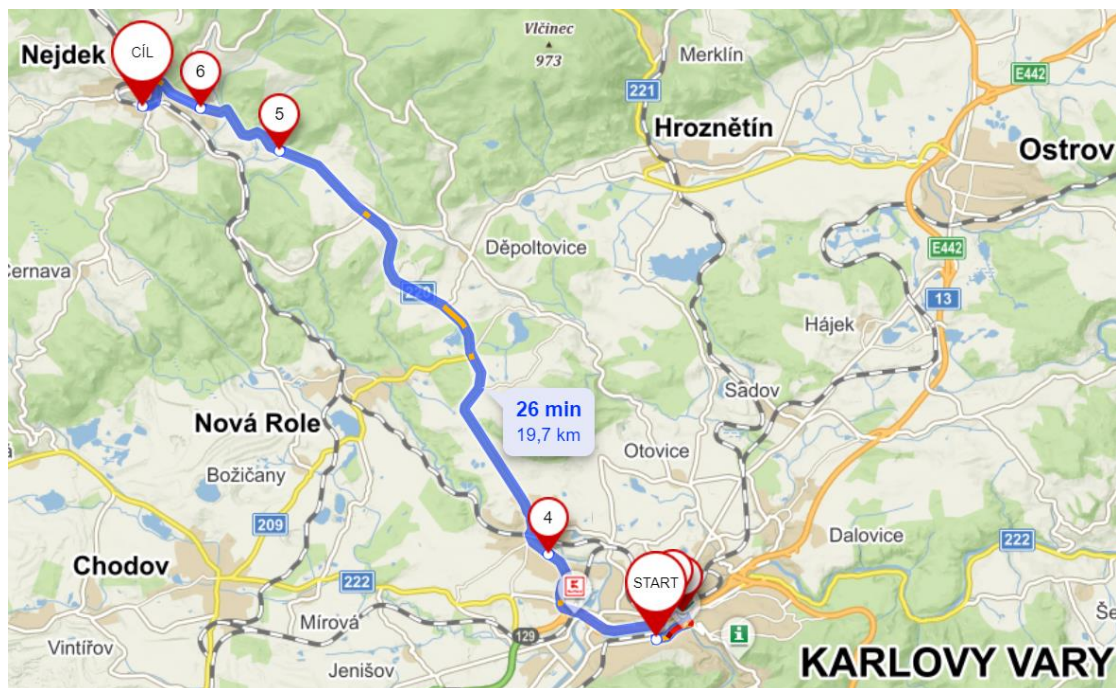 Vlčinec
973
Nejdek
CÍL
6
5
Merklín
221
E442
Hroznětín
Ostrov
Děpoltovice
E442
13
220
Hájek
Sadov
26 min
19,7 km
Nová Role
Otovice
Božičany
209
4
Dalovice
222
Chodov
222
START
Mírová
129
Vintířov
Jenišov
KARLOVY VARY